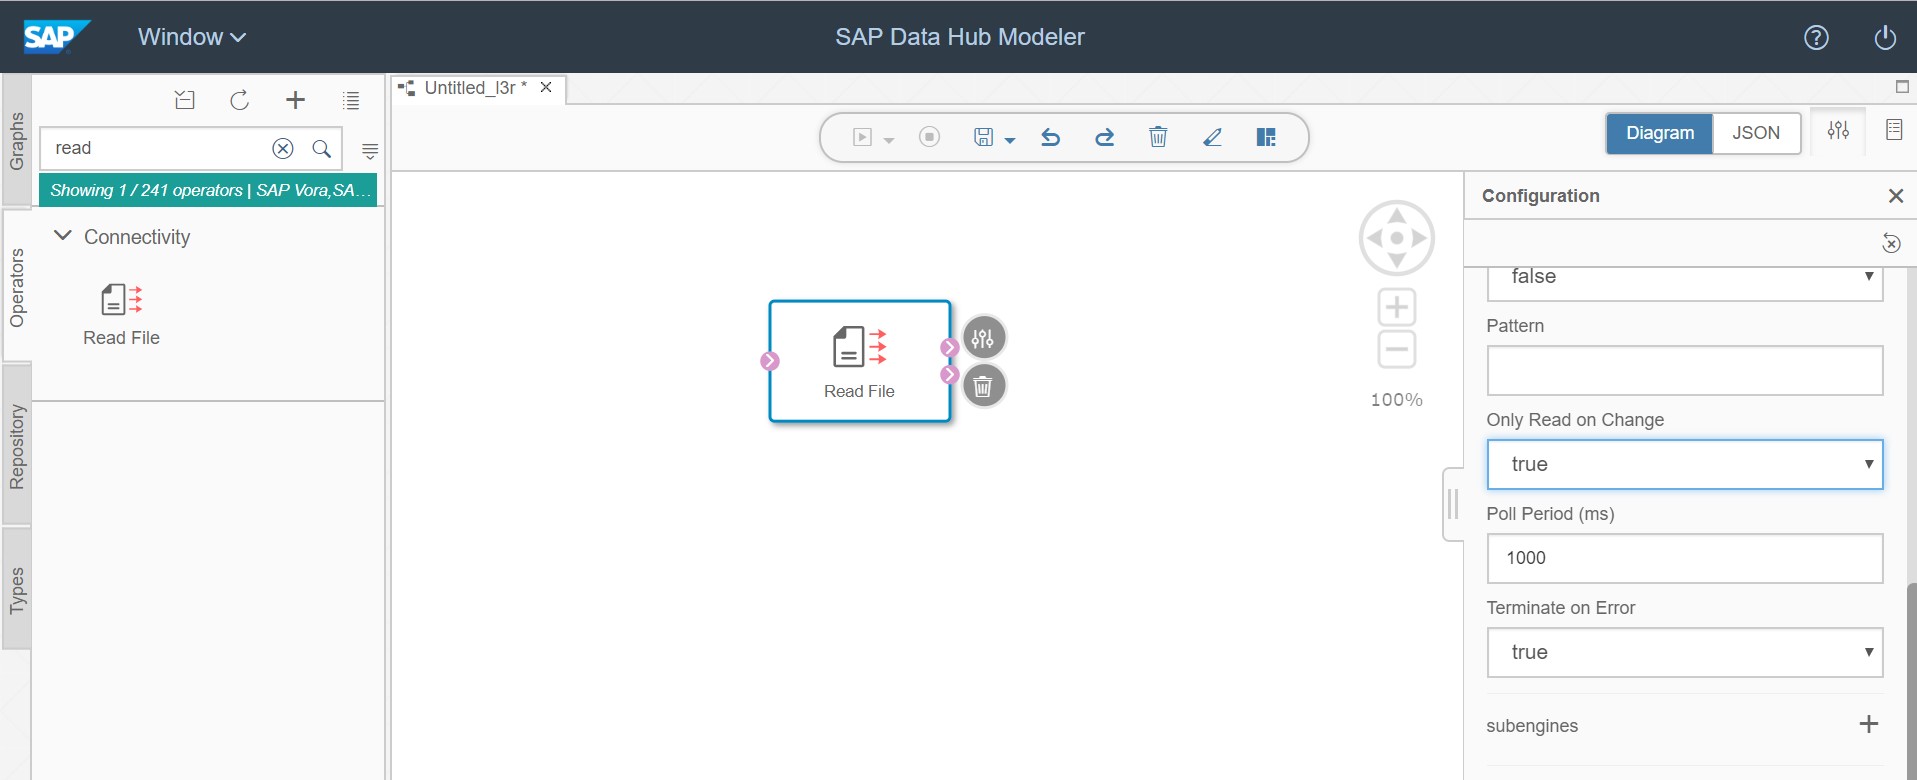 SAP
Window
SAP Data Hub Modeler
Graphs
Operators
Repository
Types
read
Showing 1 / 241 operators | SAP Vora,SA...
Connectivity
Read File
Untitled_l3r *
Diagram
JSON
Read File
100%
Configuration
false
Pattern
Only Read on Change
true
Poll Period (ms)
1000
Terminate on Error
true
subengines